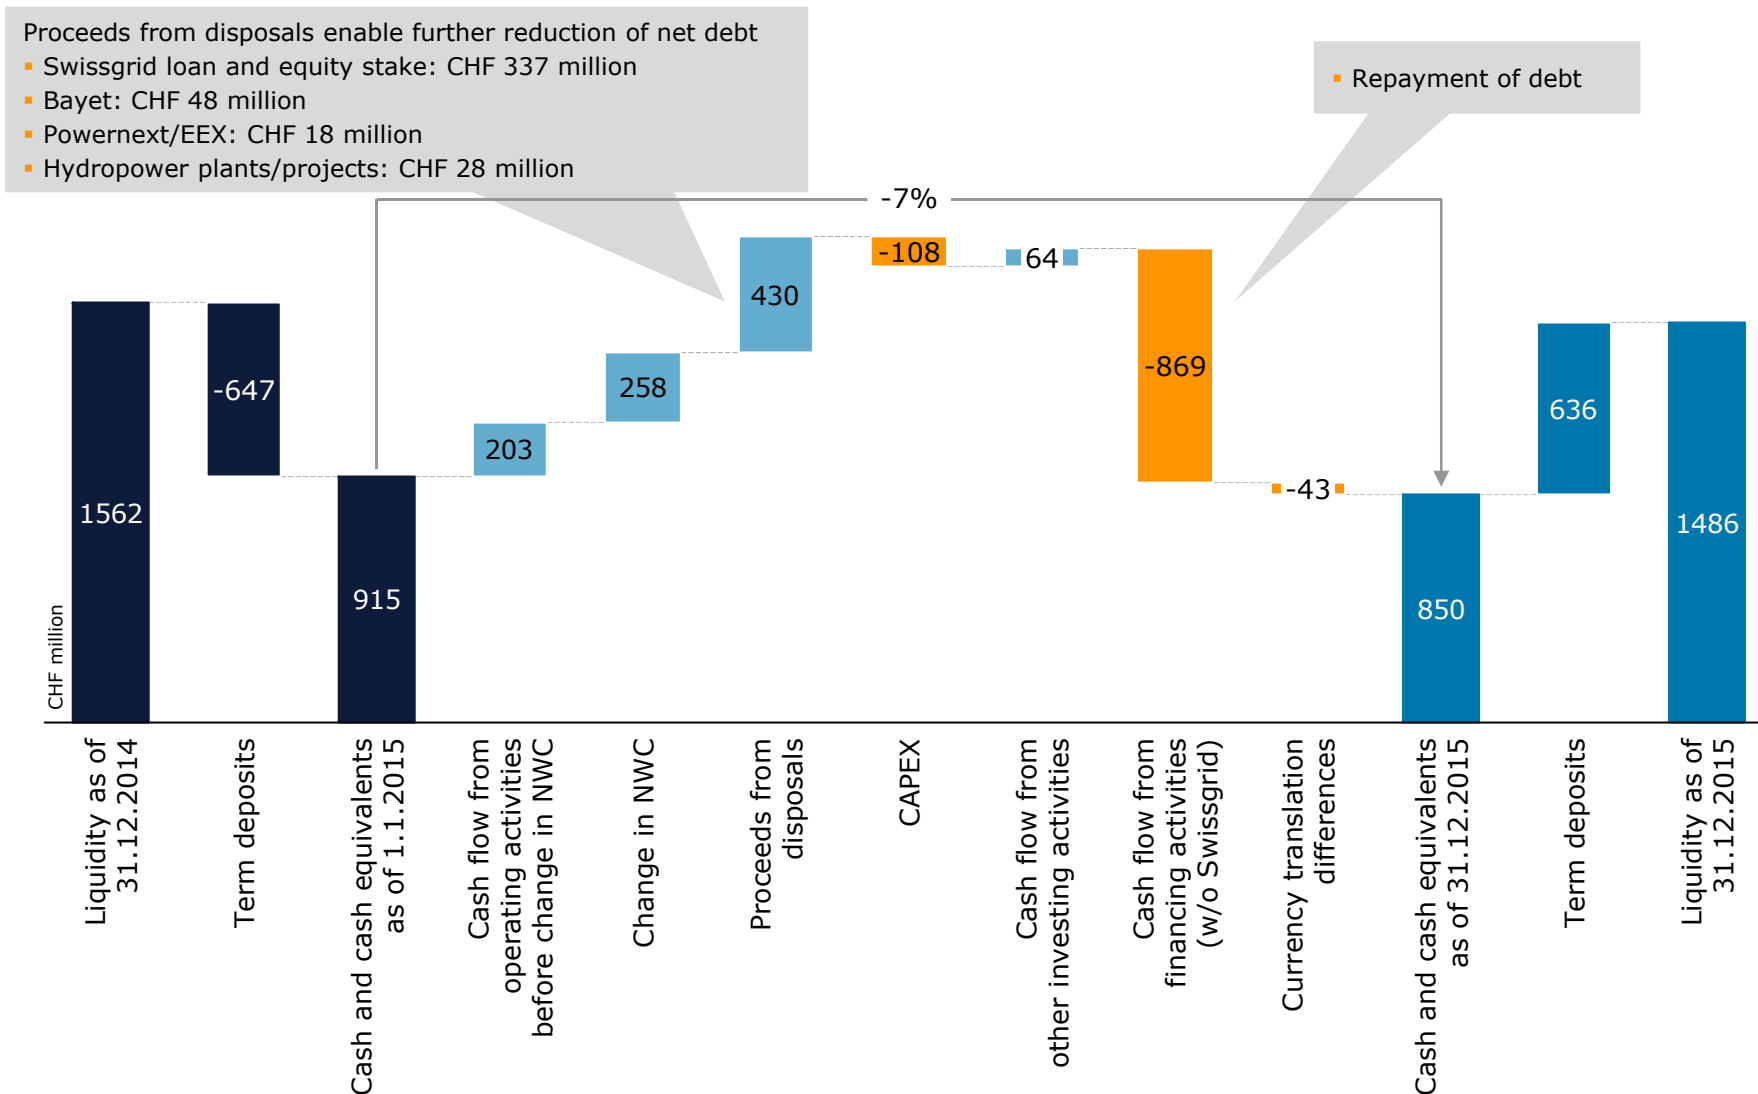 Proceeds from disposals enable further reduction of net debt
▪ Swissgrid loan and equity stake: CHF 337 million
▪ Bayet: CHF 48 million
▪ Powernext/EEX: CHF 18 million
▪ Hydropower plants/projects: CHF 28 million
▪ Repayment of debt
-7%
CHF million
1562
-647
915
203
258
430
-108
64
-869
-43
850
636
1486
Liquidity as of
31.12.2014
Term deposits
Cash and cash equivalents
as of 1.1.2015
Cash flow from
operating activities
before change in NWC
Change in NWC
Proceeds from
disposals
CAPEX
Cash flow from
other investing activities
Cash flow from
financing activities
(w/o Swissgrid)
Currency translation
differences
Cash and cash equivalents
as of 31.12.2015
Term deposits
Liquidity as of
31.12.2015